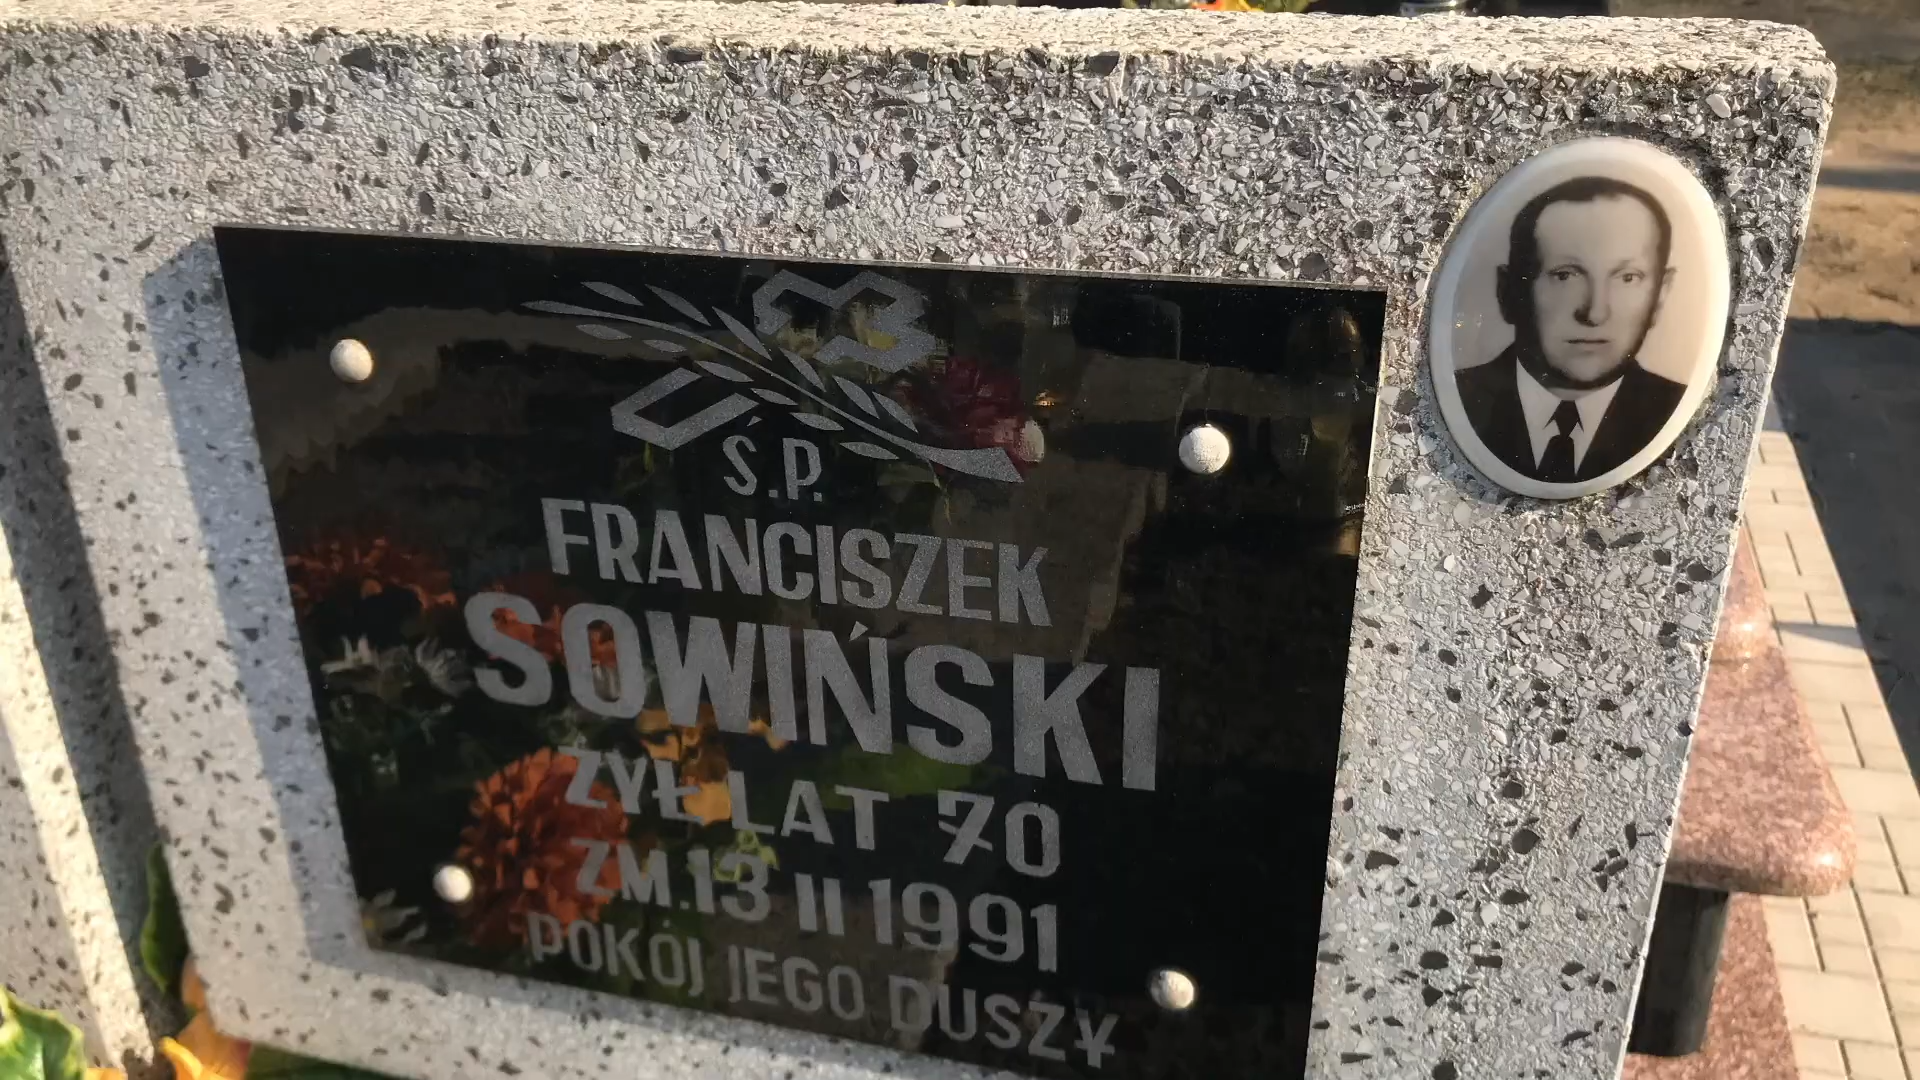 Ś.P.
FRANCISZEK
SOWIŃSKI
ŻYŁ LAT 70
ZM. 13 II 1991
POKÓJ JEGO DUSZY